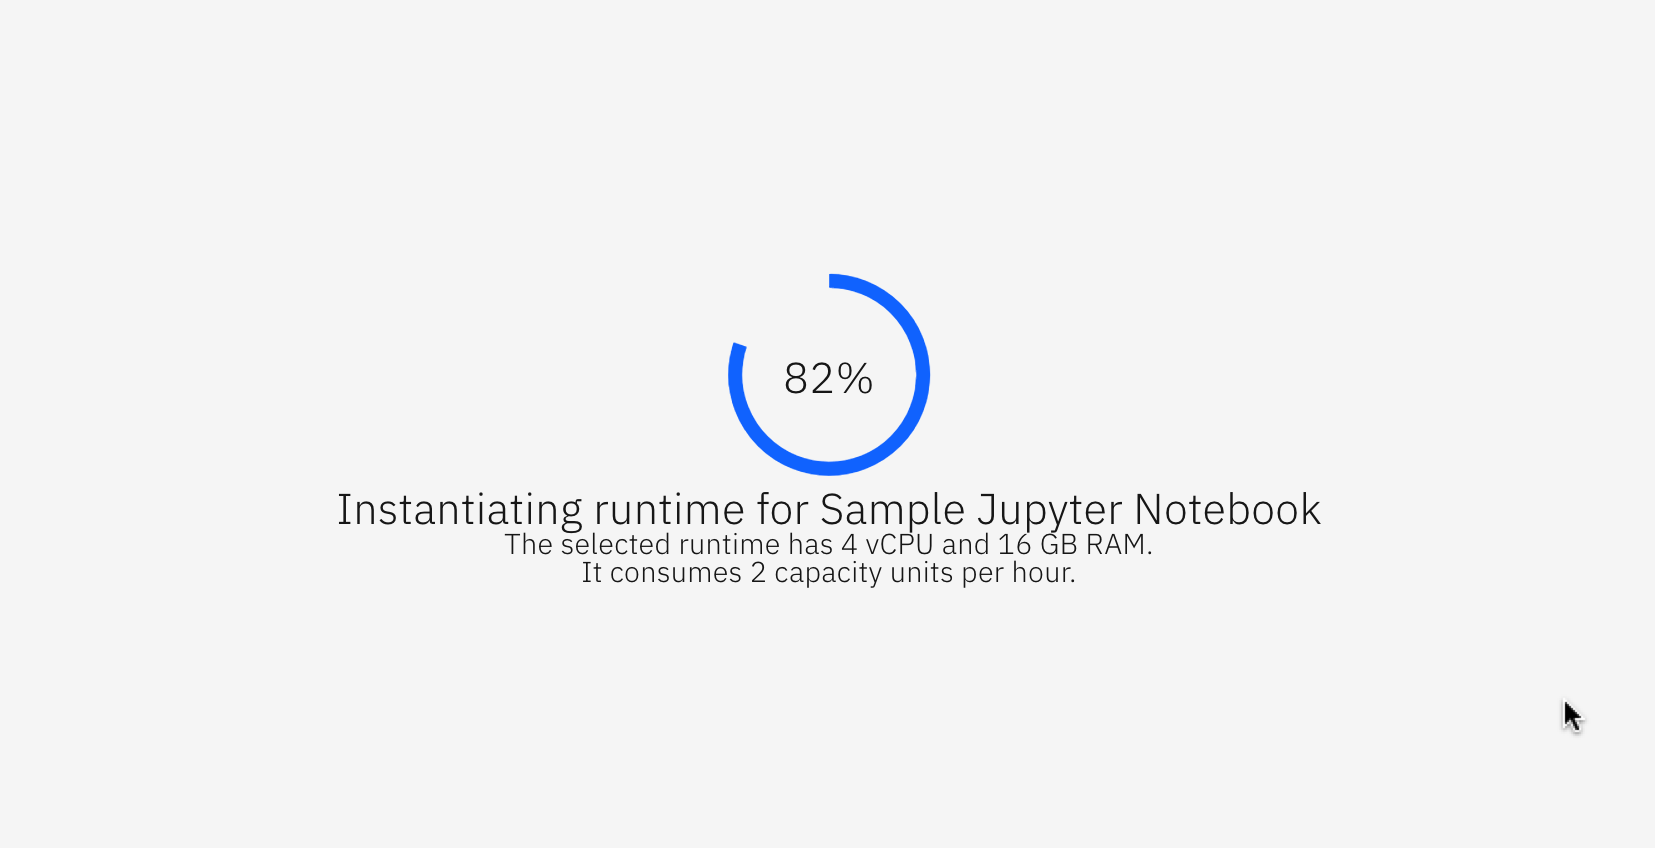 82%
Instantiating runtime for Sample Jupyter Notebook
The selected runtime has 4 vCPU and 16 GB RAM.
It consumes 2 capacity units per hour.